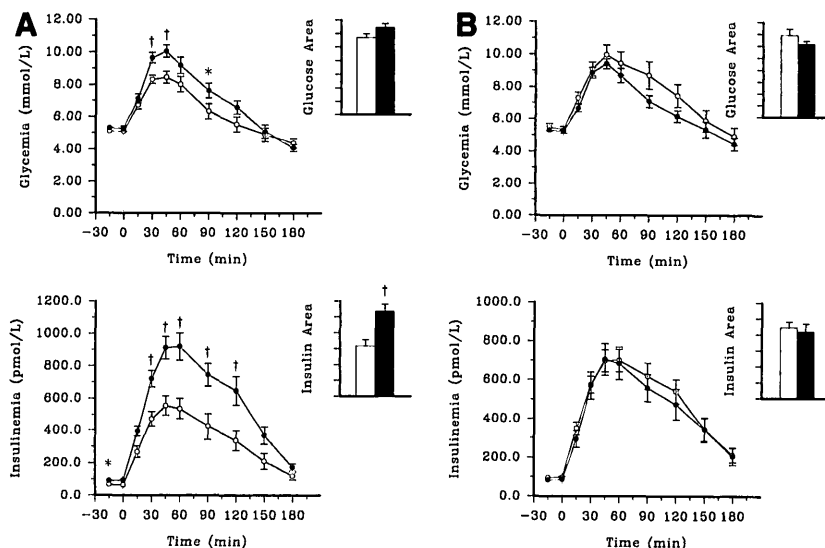 A
Glycemia (mmol/L)
12.00
10.00
8.00
6.00
4.00
2.00
0.00
† † *
-30 0 30 60 90 120 150 180
Time (min)
Glucose Area
B
Glycemia (mmol/L)
12.00
10.00
8.00
6.00
4.00
2.00
0.00
-30 0 30 60 90 120 150 180
Time (min)
Glucose Area
Insulinemia (pmol/L)
1200.0
1000.0
800.0
600.0
400.0
200.0
0.0
* † † † † †
-30 0 30 60 90 120 150 180
Time (min)
Insulin Area
†
Insulinemia (pmol/L)
1000.0
800.0
600.0
400.0
200.0
0.0
-30 0 30 60 90 120 150 180
Time (min)
Insulin Area